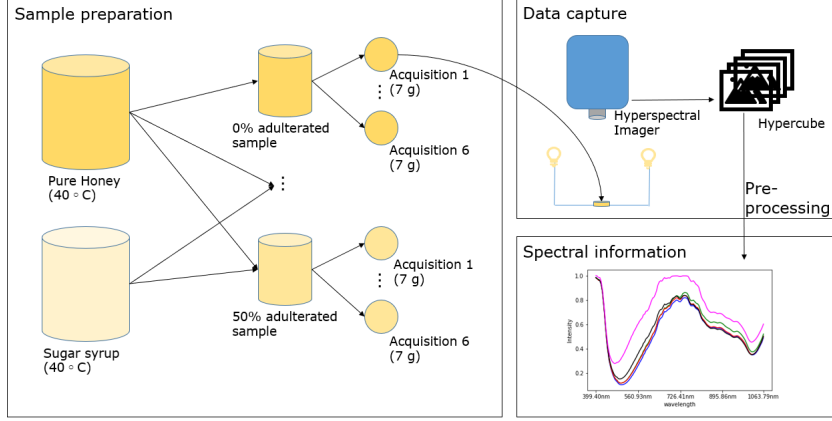 Sample preparation
Pure Honey
(40 ◦ C)
Sugar syrup
(40 ◦ C)
0% adulterated
sample
⋮
50% adulterated
sample
Acquisition 1
(7 g)
⋮
Acquisition 6
(7 g)
Acquisition 1
(7 g)
⋮
Acquisition 6
(7 g)
Data capture
Hyperspectral
Imager
Hypercube
Pre-
processing
Spectral information
Intensity
1.0
0.8
0.6
0.4
0.2
399.40nm
560.93nm
726.41nm
895.86nm
1063.79nm
wavelength